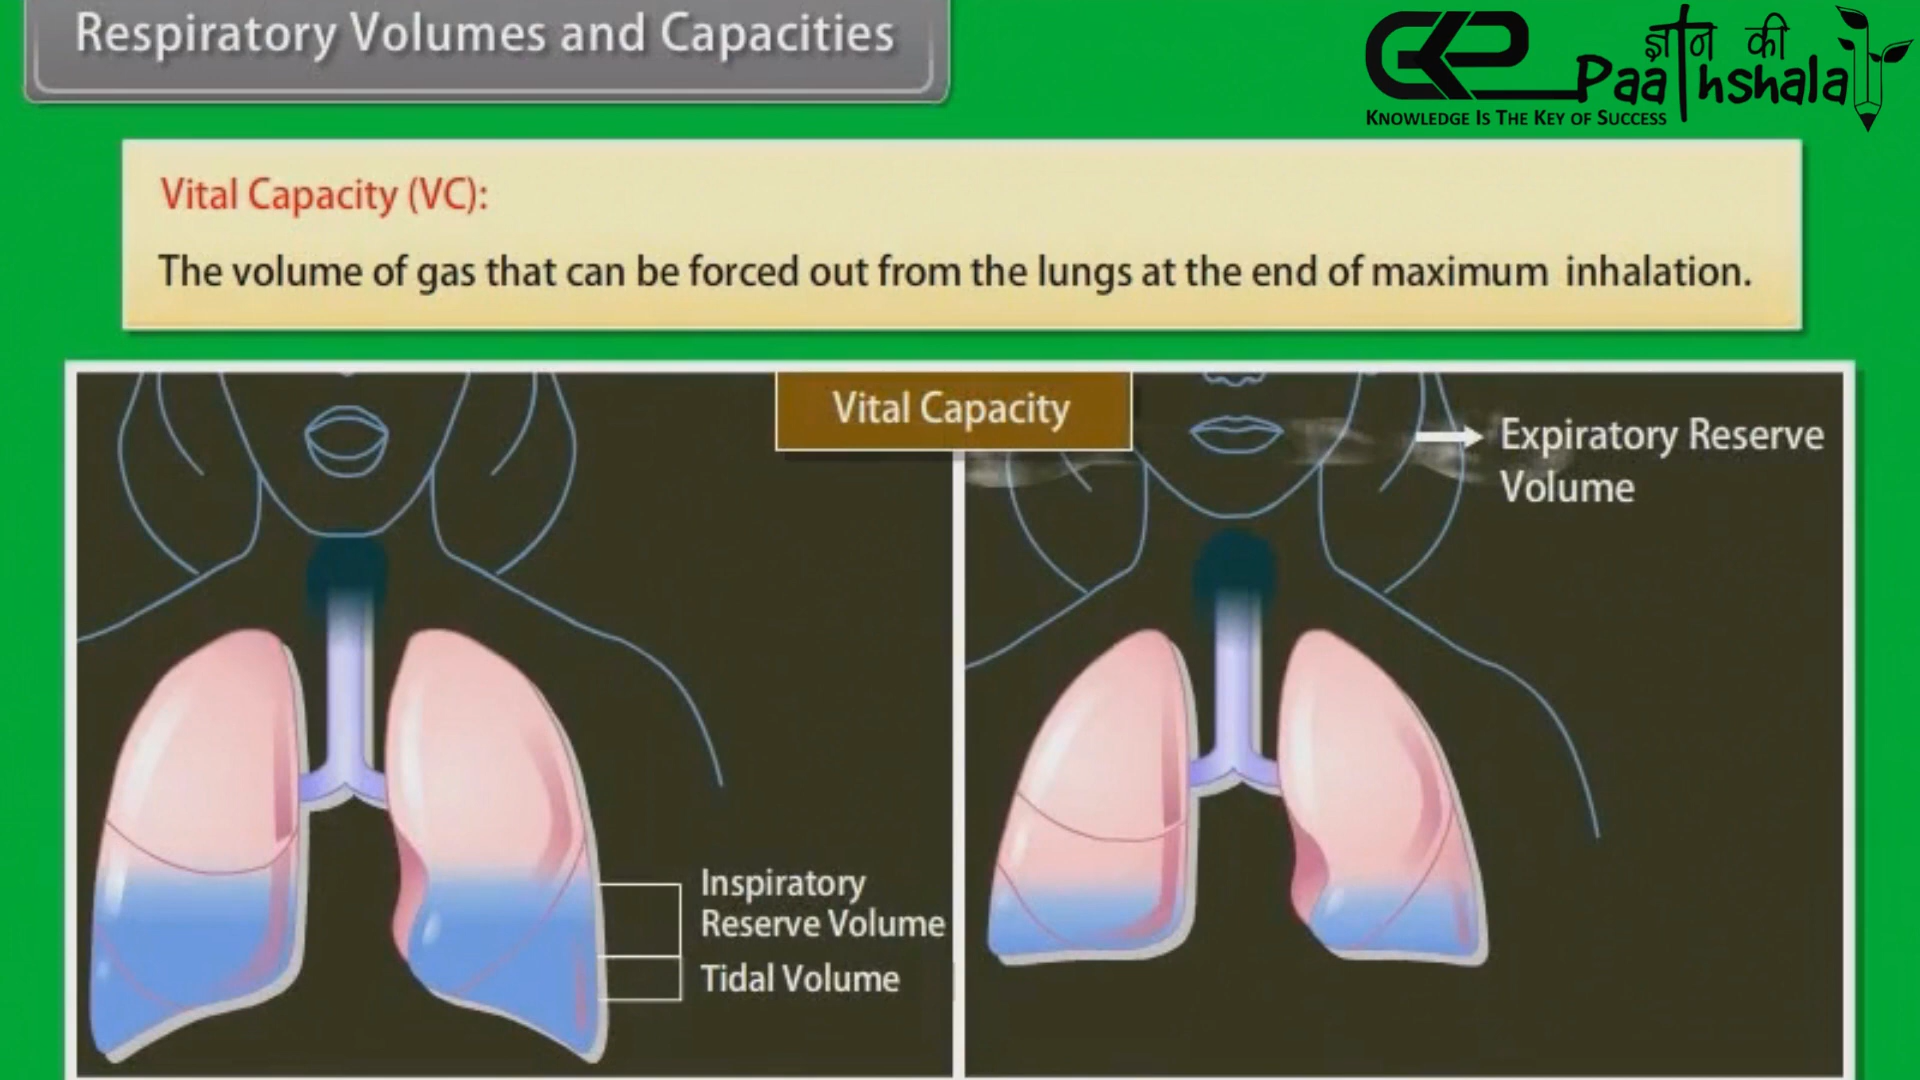 Respiratory Volumes and Capacities
GKP
ज्ञान की
Paathshala
KNOWLEDGE IS THE KEY OF SUCCESS
Vital Capacity (VC):
The volume of gas that can be forced out from the lungs at the end of maximum inhalation.
Vital Capacity
Expiratory Reserve
Volume
Inspiratory
Reserve Volume
Tidal Volume